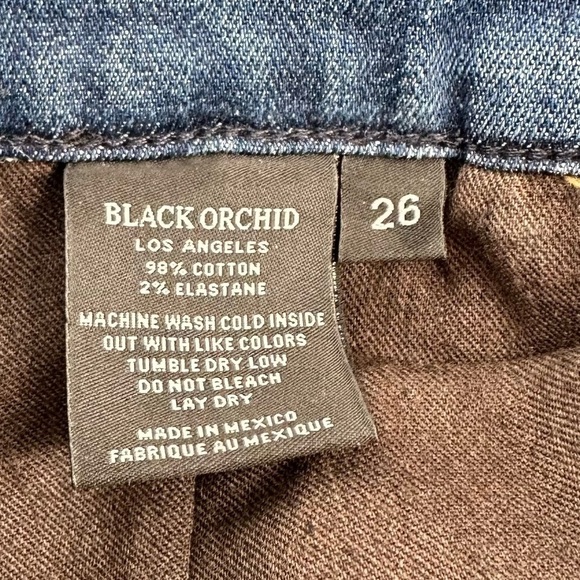 BLACK ORCHID
LOS ANGELES
98% COTTON
2% ELASTANE
MACHINE WASH COLD INSIDE
OUT WITH LIKE COLORS
TUMBLE DRY LOW
DO NOT BLEACH
LAY DRY
MADE IN MEXICO
FABRIQUE AU MEXIQUE
26